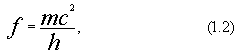 f = mc²/h, (1.2)